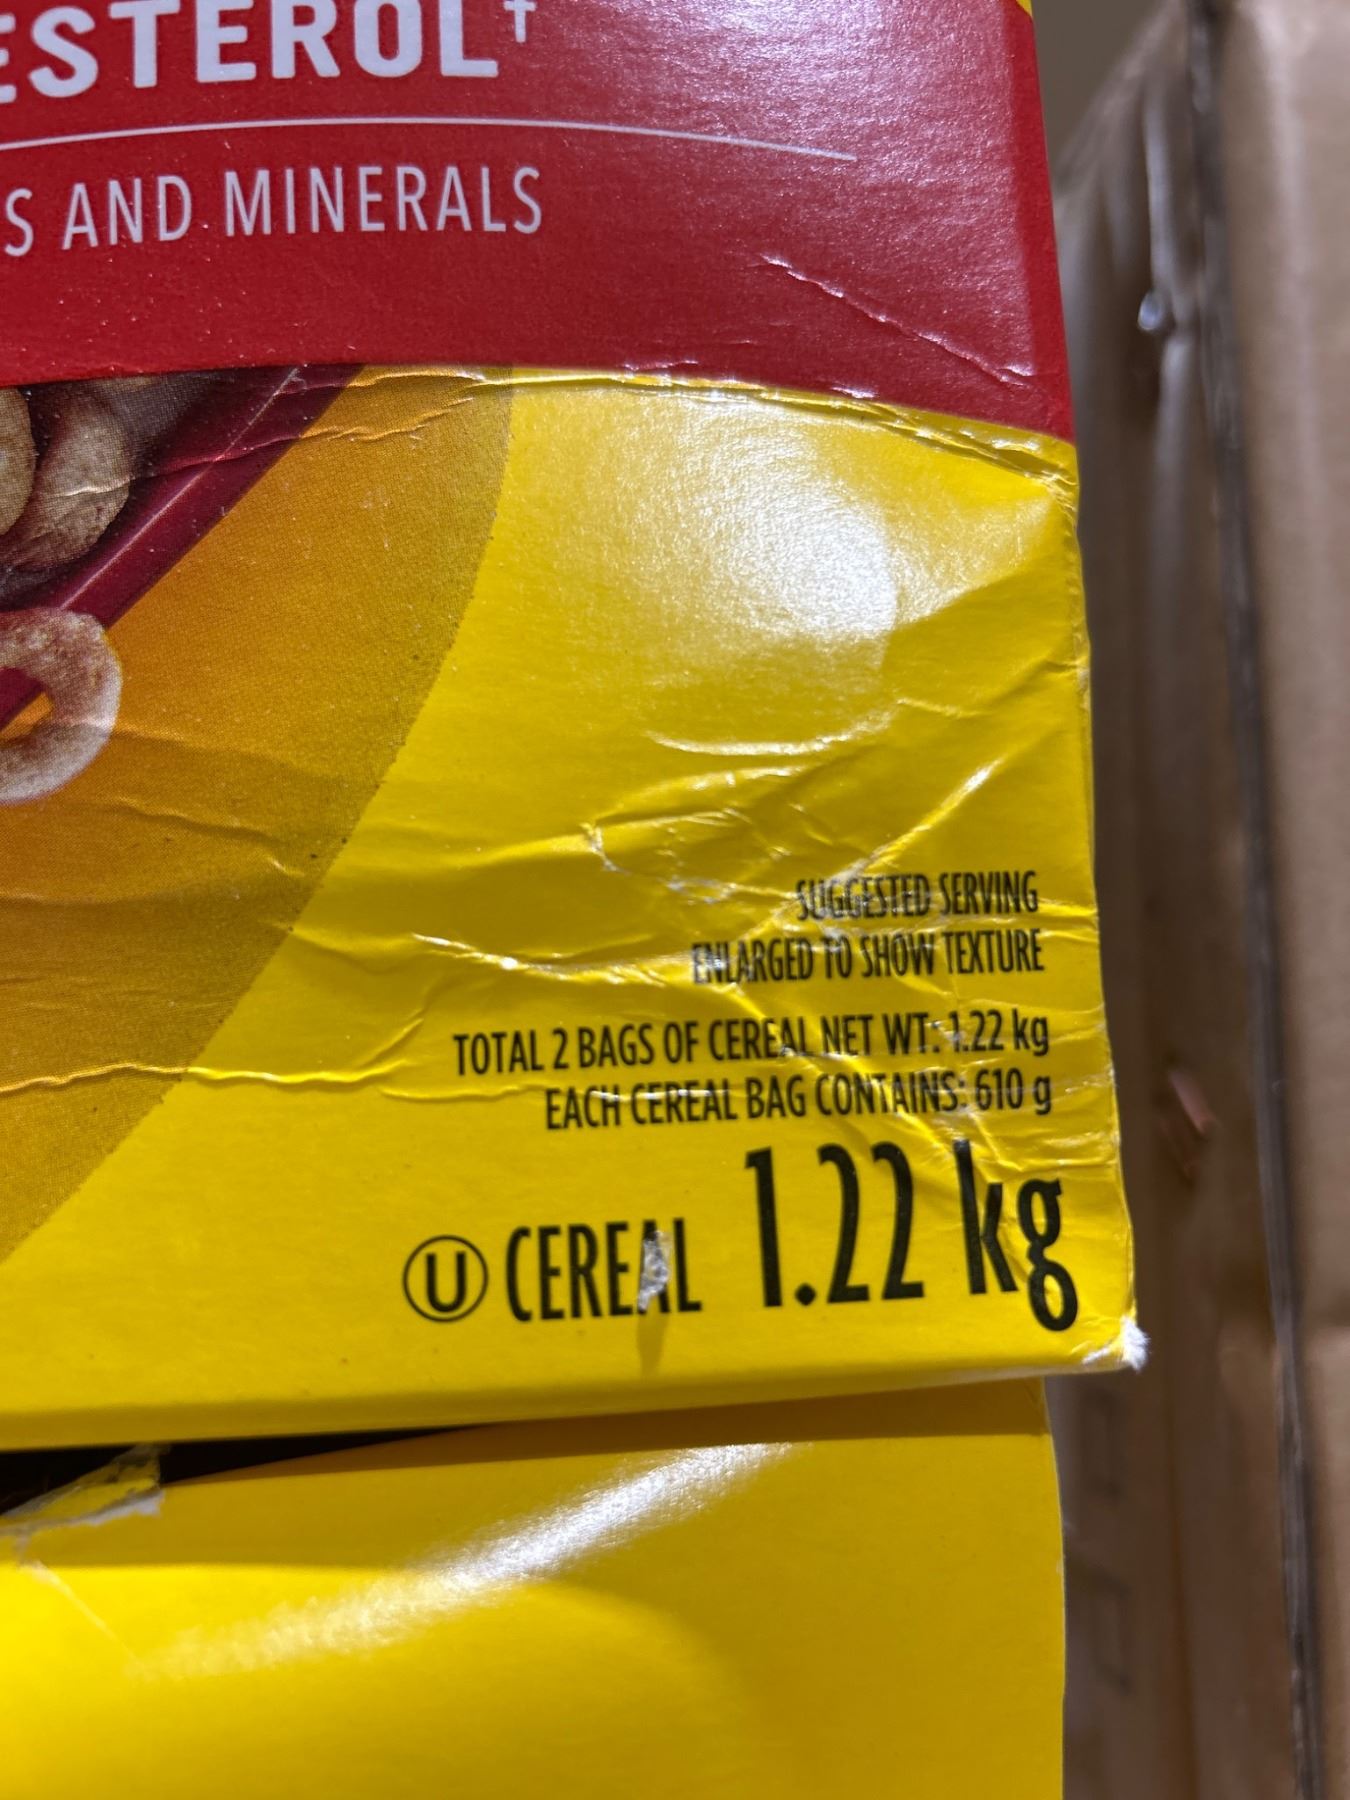 ESTEROL†
S AND MINERALS
SUGGESTED SERVING
ENLARGED TO SHOW TEXTURE
TOTAL 2 BAGS OF CEREAL NET WT: 1.22 kg
EACH CEREAL BAG CONTAINS: 610 g
Ⓤ CEREAL 1.22 kg